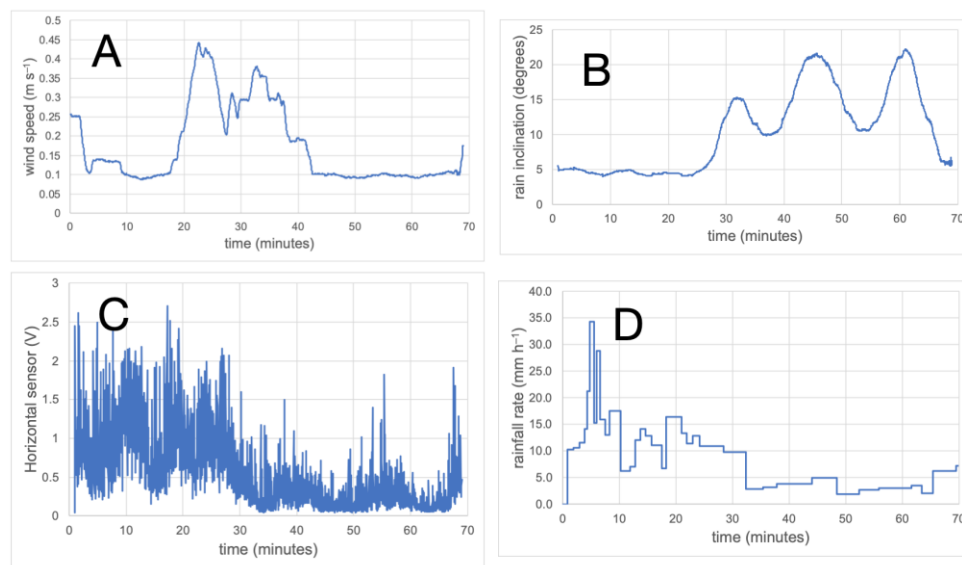 A
wind speed (m s⁻¹)
0.5
0.45
0.4
0.35
0.3
0.25
0.2
0.15
0.1
0.05
0
0 10 20 30 40 50 60 70
time (minutes)
B
rain inclination (degrees)
25
20
15
10
5
0
0 10 20 30 40 50 60 70
time (minutes)
C
Horizontal sensor (V)
3
2.5
2
1.5
1
0.5
0
0 10 20 30 40 50 60 70
time (minutes)
D
rainfall rate (mm h⁻¹)
40.0
35.0
30.0
25.0
20.0
15.0
10.0
5.0
0.0
0 10 20 30 40 50 60 70
time (minutes)